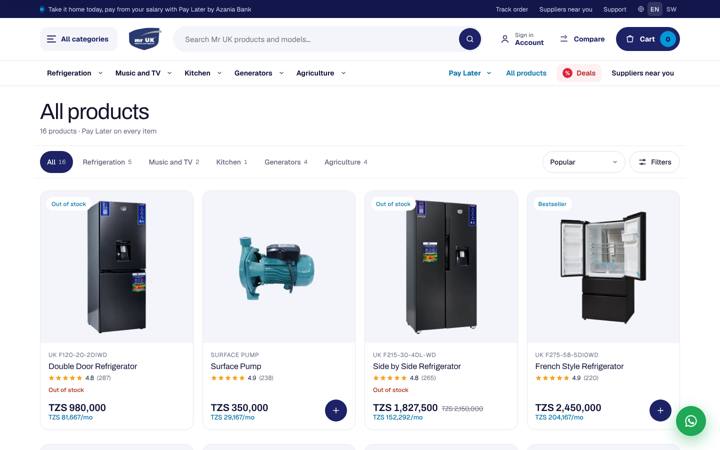 Take it home today, pay from your salary with Pay Later by Azania Bank
Track order
Suppliers near you
Support
EN
SW
All categories
Mr UK
Search Mr UK products and models...
Sign in
Account
Compare
Cart
0
Refrigeration
Music and TV
Kitchen
Generators
Agriculture
Pay Later
All products
% Deals
Suppliers near you
All products
16 products · Pay Later on every item
All 16
Refrigeration 5
Music and TV 2
Kitchen 1
Generators 4
Agriculture 4
Popular
Filters
Out of stock
UK F120-20-2DIWD
Double Door Refrigerator
4.8 (287)
Out of stock
TZS 980,000
TZS 81,667/mo
SURFACE PUMP
Surface Pump
4.9 (238)
TZS 350,000
TZS 29,167/mo
+
Out of stock
UK F215-30-4DL-WD
Side by Side Refrigerator
4.8 (265)
Out of stock
TZS 1,827,500 TZS 2,150,000
TZS 152,292/mo
Bestseller
UK F275-58-5DIOWD
French Style Refrigerator
4.9 (220)
TZS 2,450,000
TZS 204,167/mo
+